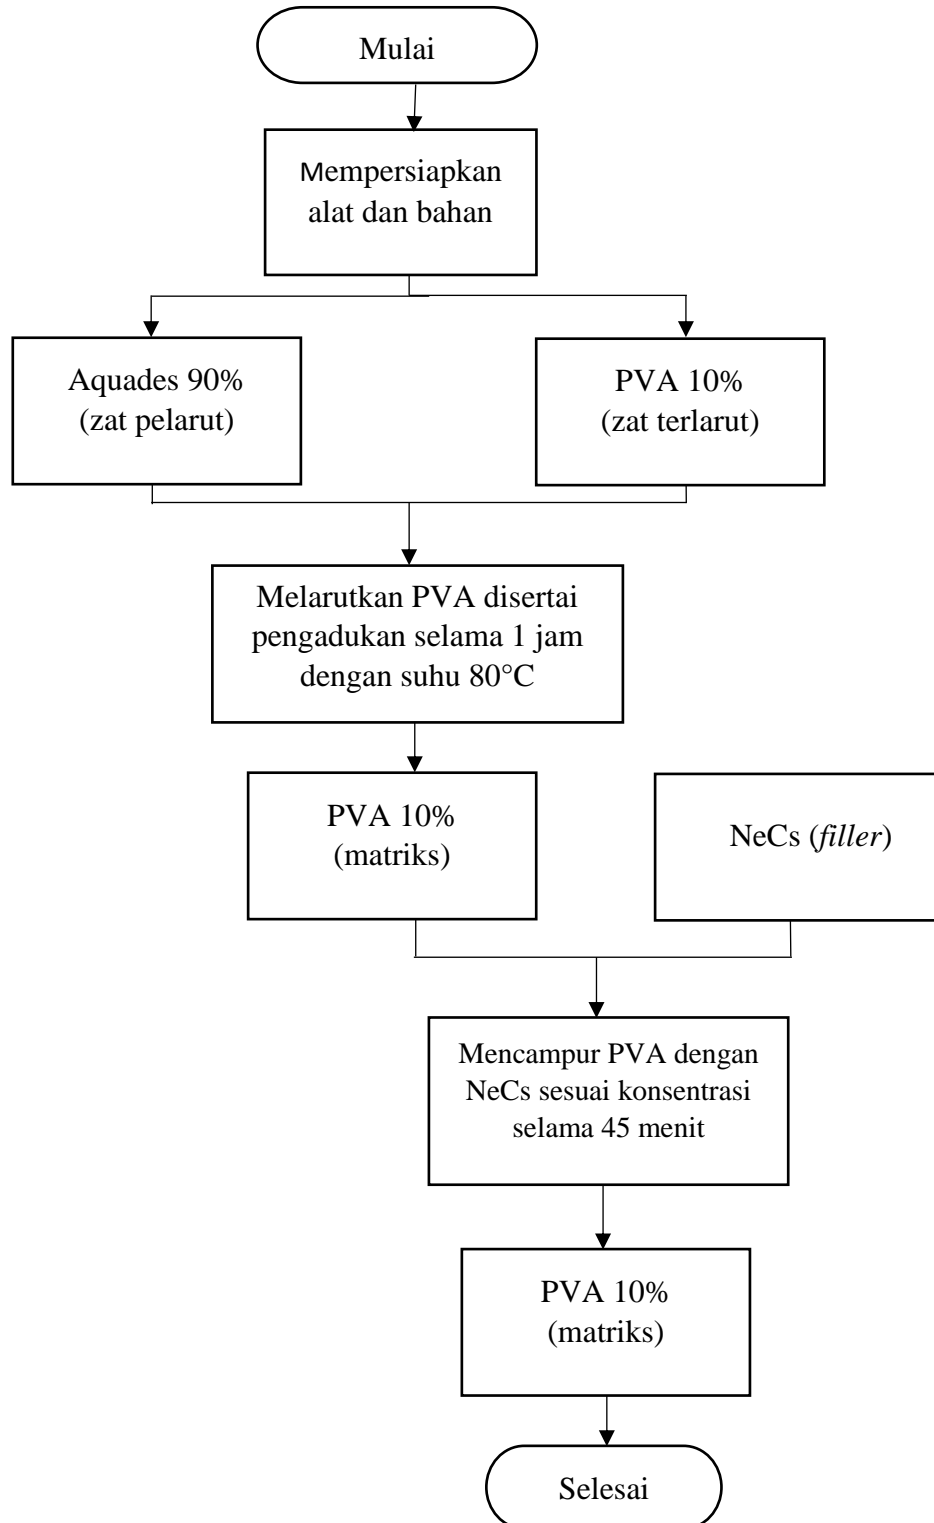 Mulai
Mempersiapkan
alat dan bahan
Aquades 90%
(zat pelarut)
PVA 10%
(zat terlarut)
Melarutkan PVA disertai
pengadukan selama 1 jam
dengan suhu 80°C
PVA 10%
(matriks)
NeCs (filler)
Mencampur PVA dengan
NeCs sesuai konsentrasi
selama 45 menit
PVA 10%
(matriks)
Selesai